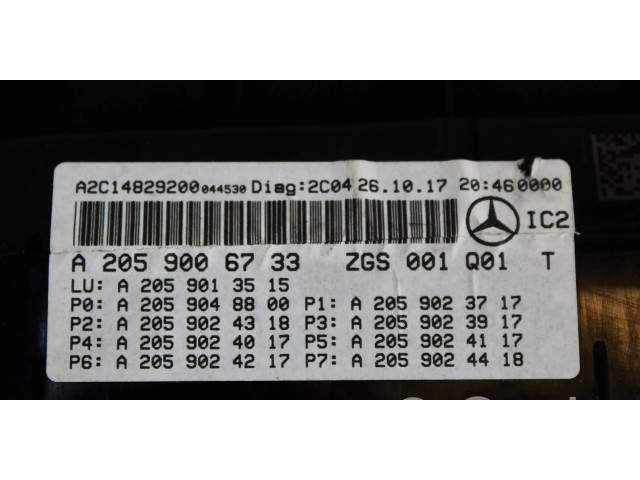 A2C14829200044530 Diag:2C04 26.10.17 20:460000
IC2
A 205 900 67 33 ZGS 001 Q01 T
LU: A 205 901 35 15
P0: A 205 904 88 00 P1: A 205 902 37 17
P2: A 205 902 43 18 P3: A 205 902 39 17
P4: A 205 902 40 17 P5: A 205 902 41 17
P6: A 205 902 42 17 P7: A 205 902 44 18